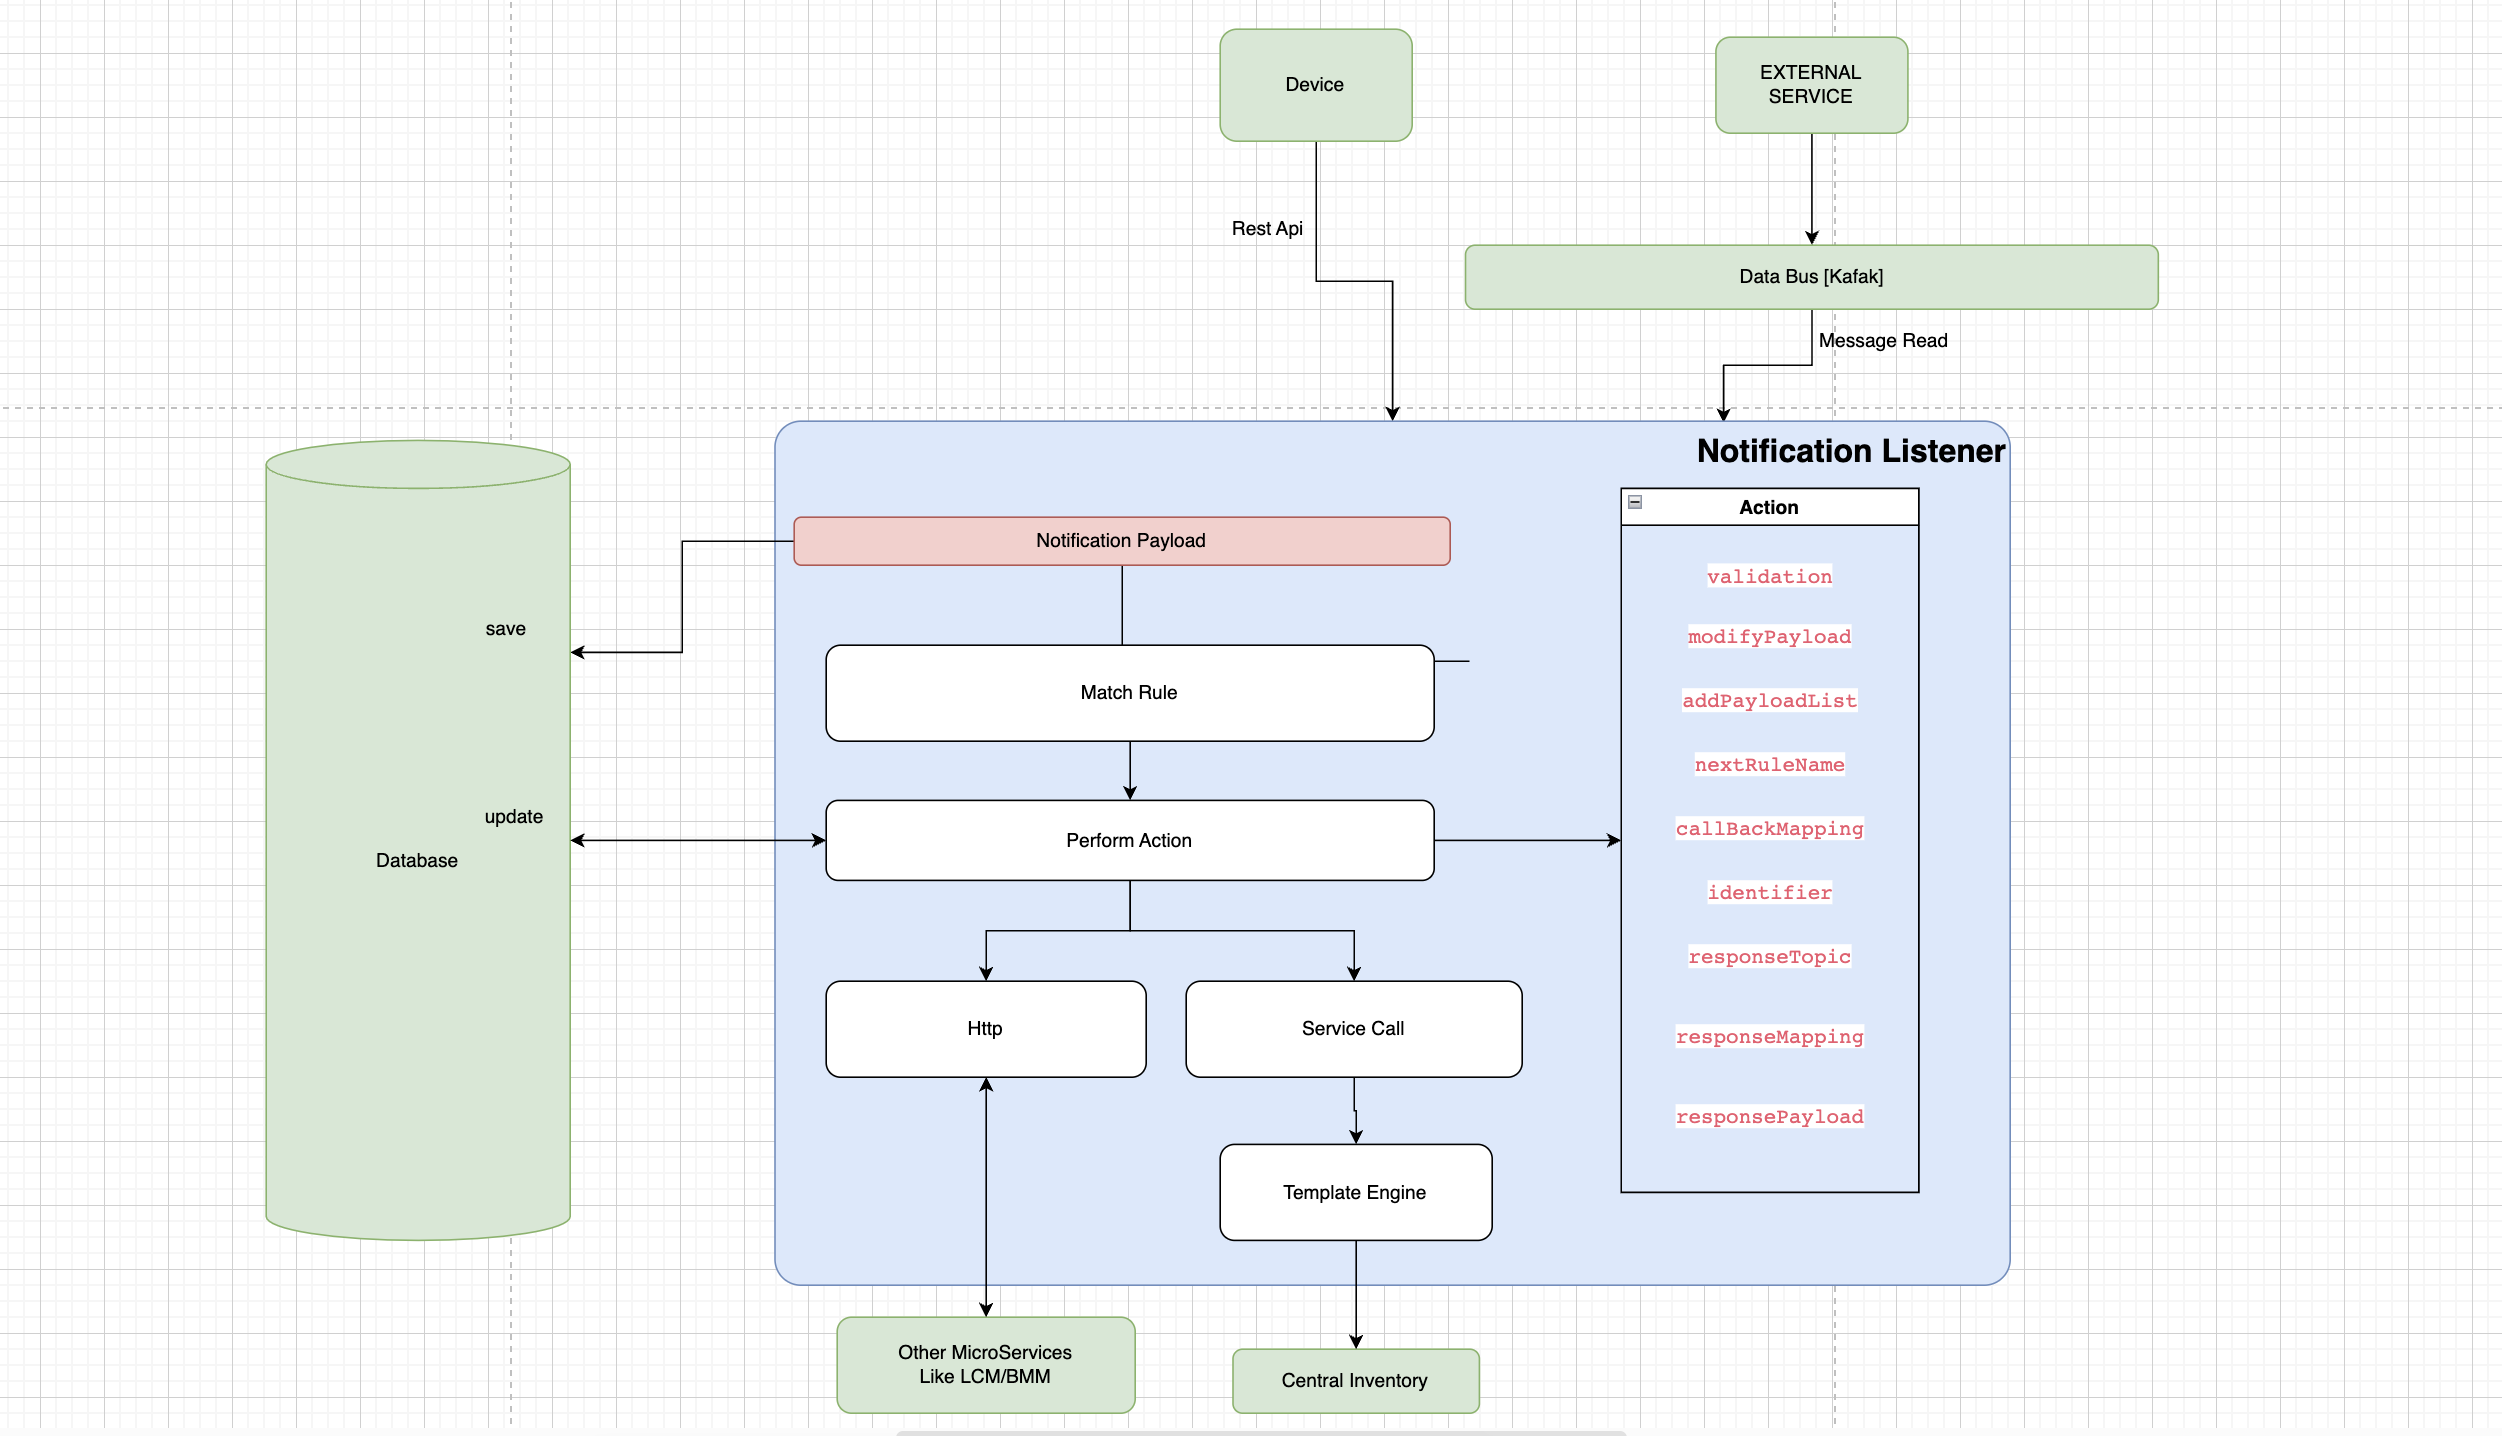 Device
EXTERNAL
SERVICE
Rest Api
Data Bus [Kafak]
Message Read
Notification Listener
Action
Notification Payload
validation
save
modifyPayload
Match Rule
addPayloadList
nextRuleName
update
callBackMapping
Perform Action
Database
identifier
responseTopic
Http
Service Call
responseMapping
responsePayload
Template Engine
Other MicroServices
Like LCM/BMM
Central Inventory